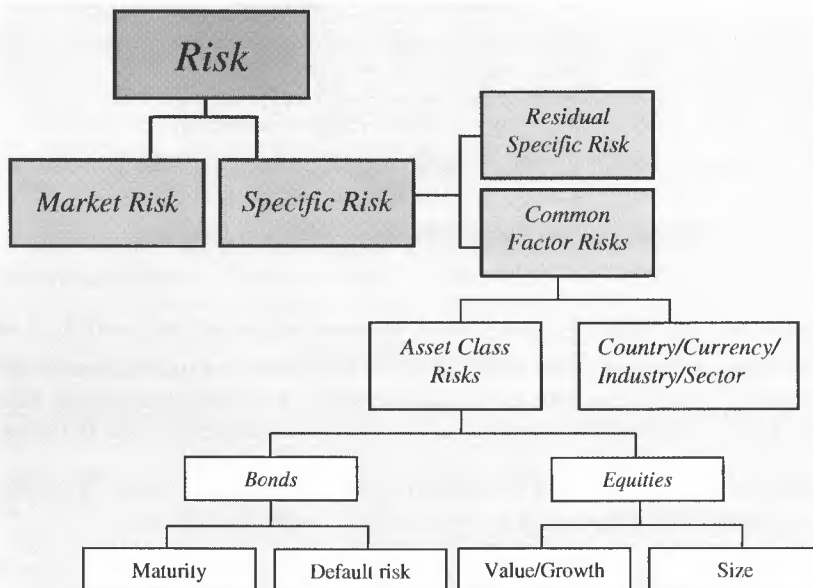 Risk
Market Risk
Specific Risk
Residual
Specific Risk
Common
Factor Risks
Asset Class
Risks
Country/Currency/
Industry/Sector
Bonds
Equities
Maturity
Default risk
Value/Growth
Size